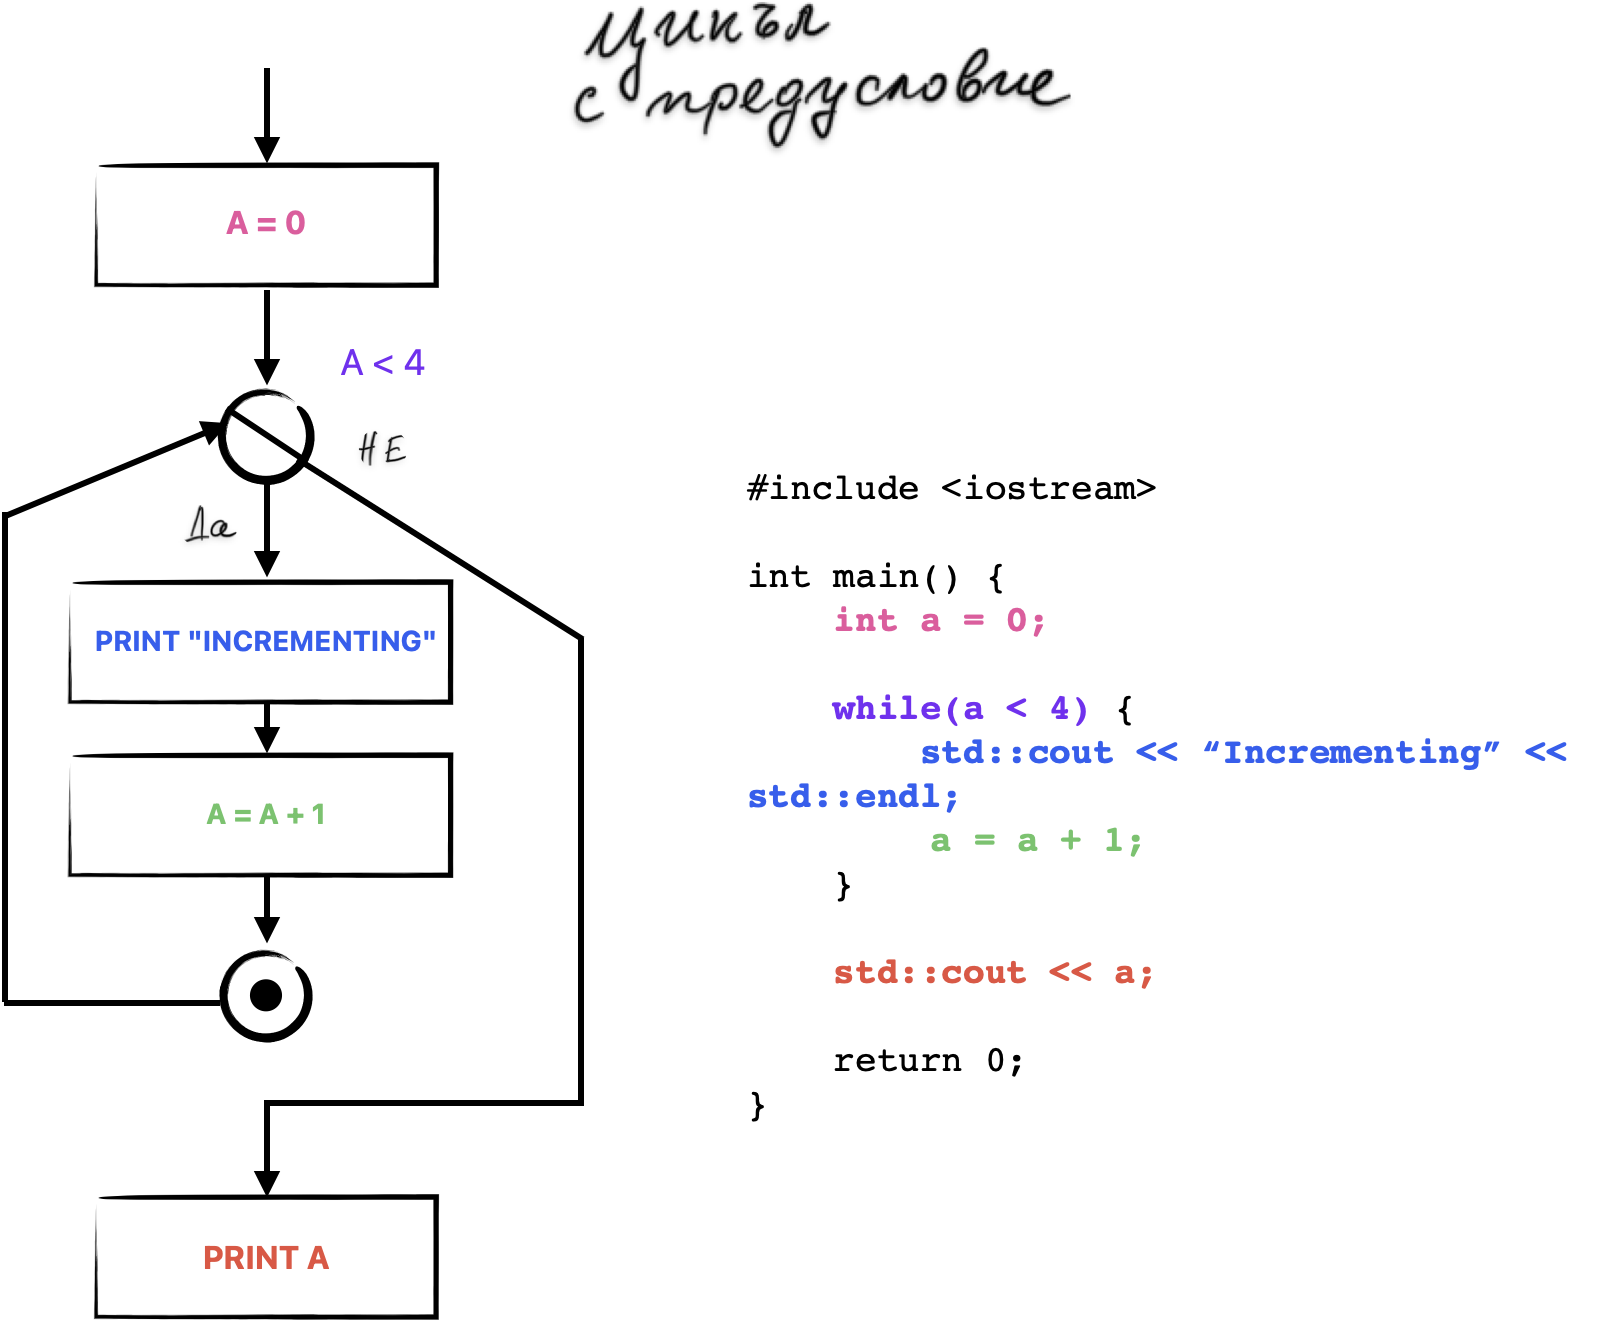 Цикъл
с предусловие
A = 0
A < 4
НЕ
Да
PRINT "INCREMENTING"
A = A + 1
PRINT A
#include <iostream>
int main() {
int a = 0;
while(a < 4) {
std::cout << “Incrementing” <<
std::endl;
a = a + 1;
}
std::cout << a;
return 0;
}